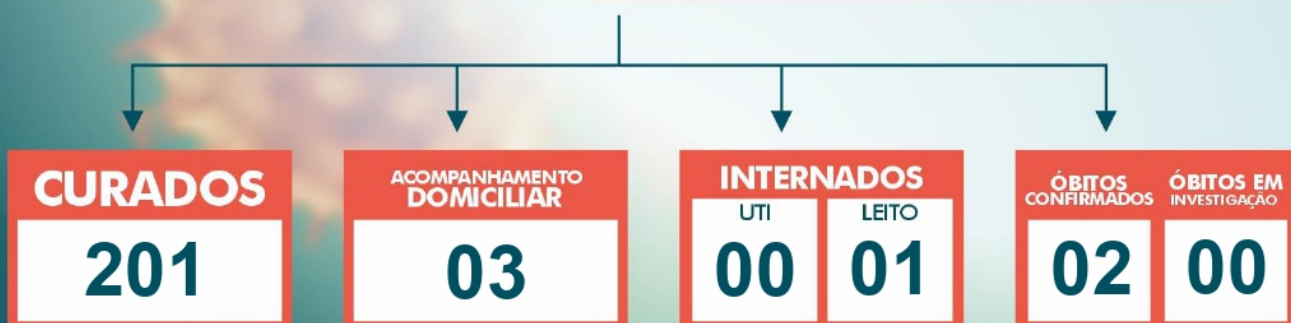 CURADOS
201
ACOMPANHAMENTO
DOMICILIAR
03
INTERNADOS
UTI
00
LEITO
01
ÓBITOS
CONFIRMADOS
02
ÓBITOS EM
INVESTIGAÇÃO
00